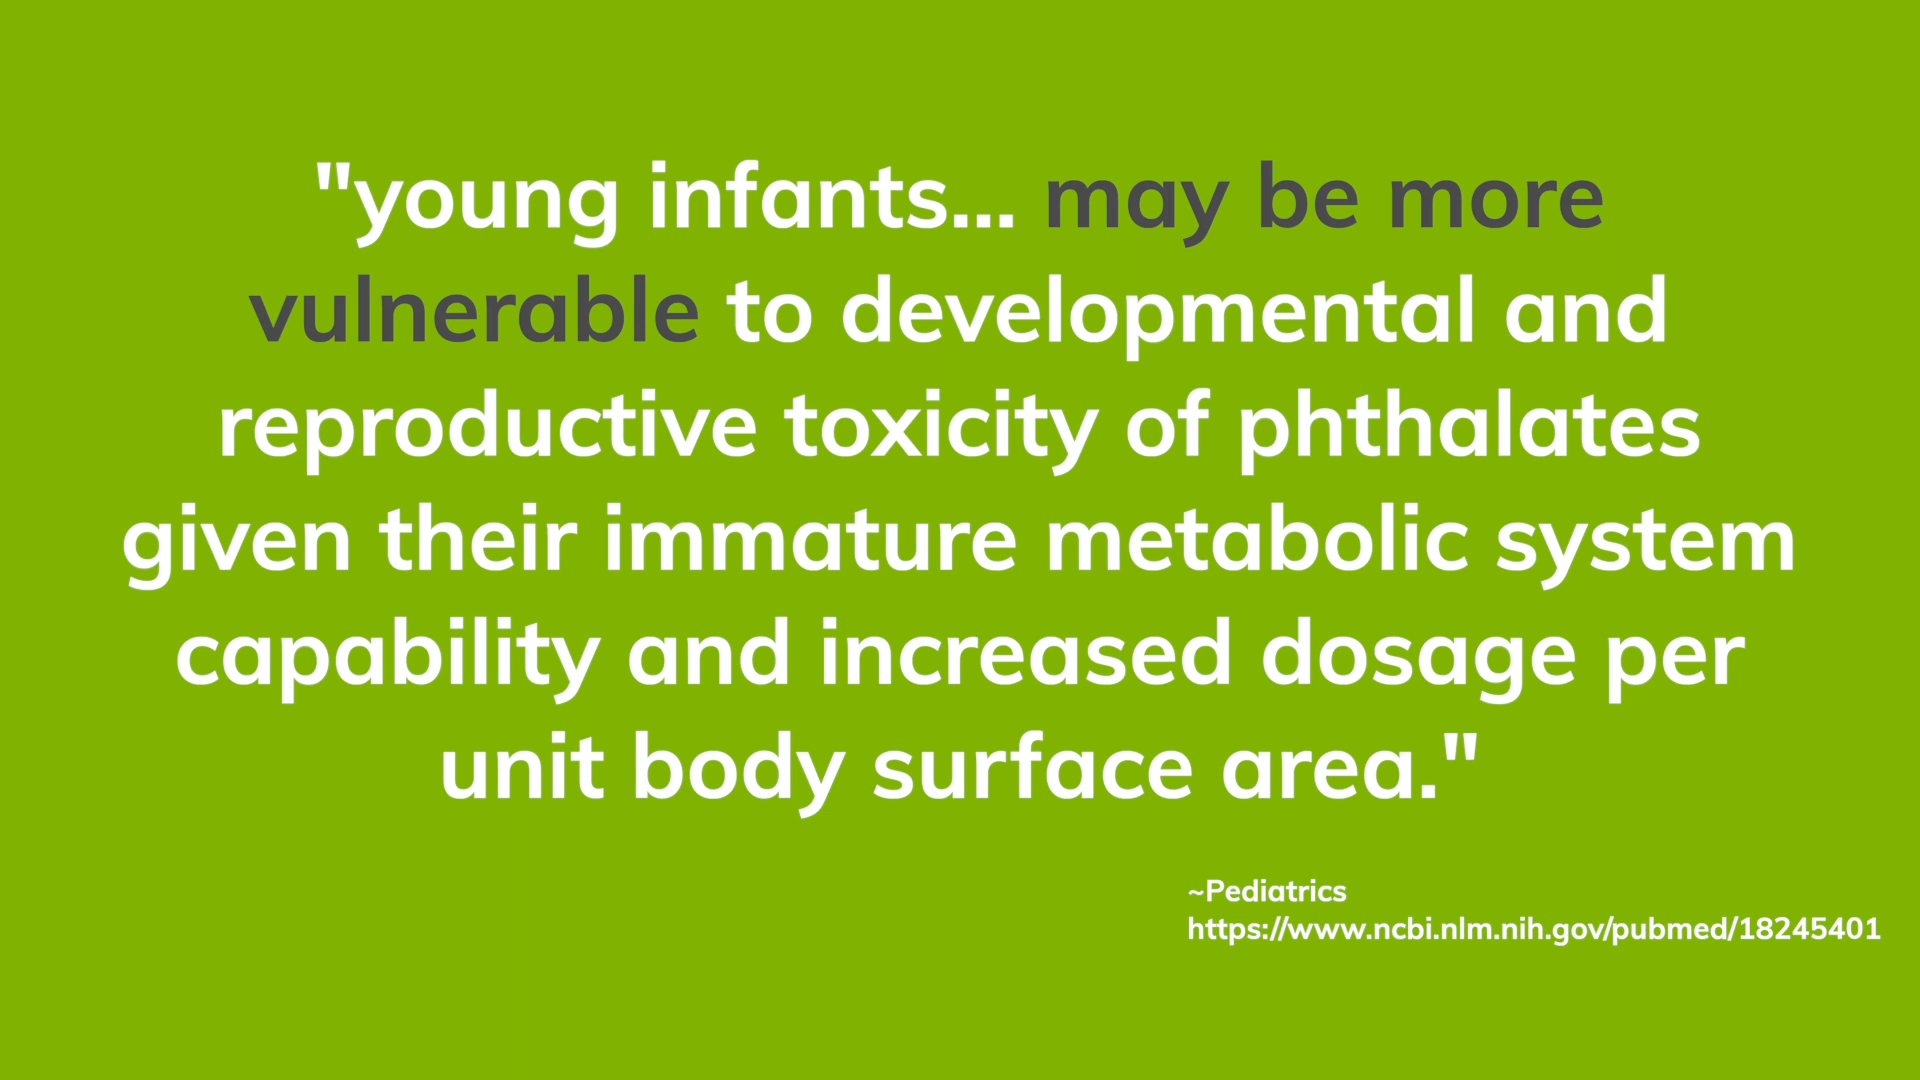 "young infants... may be more
vulnerable to developmental and
reproductive toxicity of phthalates
given their immature metabolic system
capability and increased dosage per
unit body surface area."
~Pediatrics
https://www.ncbi.nlm.nih.gov/pubmed/18245401